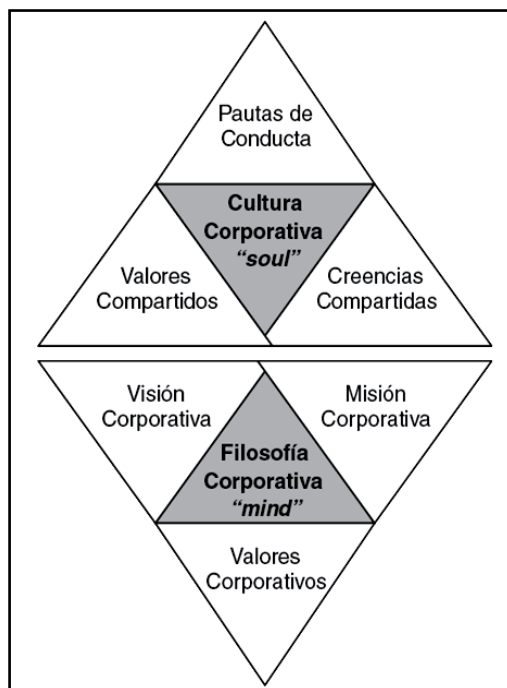 Pautas de
Conducta
Cultura
Corporativa
“soul”
Valores
Compartidos
Creencias
Compartidas
Visión
Corporativa
Misión
Corporativa
Filosofía
Corporativa
“mind”
Valores
Corporativos